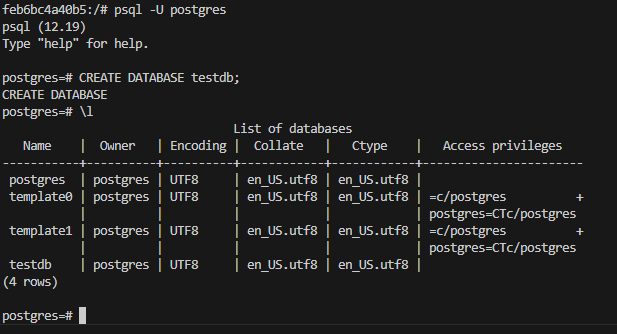 feb6bc4a40b5:/# psql -U postgres
psql (12.19)
Type "help" for help.

postgres=# CREATE DATABASE testdb;
CREATE DATABASE
postgres=# \l
                                 List of databases
   Name    |  Owner   | Encoding |  Collate   |   Ctype    |   Access privileges
-----------+----------+----------+------------+------------+-----------------------
 postgres  | postgres | UTF8     | en_US.utf8 | en_US.utf8 |
 template0 | postgres | UTF8     | en_US.utf8 | en_US.utf8 | =c/postgres          +
           |          |          |            |            | postgres=CTc/postgres
 template1 | postgres | UTF8     | en_US.utf8 | en_US.utf8 | =c/postgres          +
           |          |          |            |            | postgres=CTc/postgres
 testdb    | postgres | UTF8     | en_US.utf8 | en_US.utf8 |
(4 rows)

postgres=#